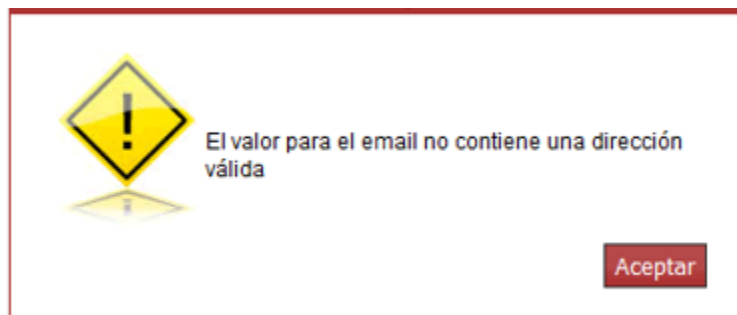 El valor para el email no contiene una dirección
válida
Aceptar